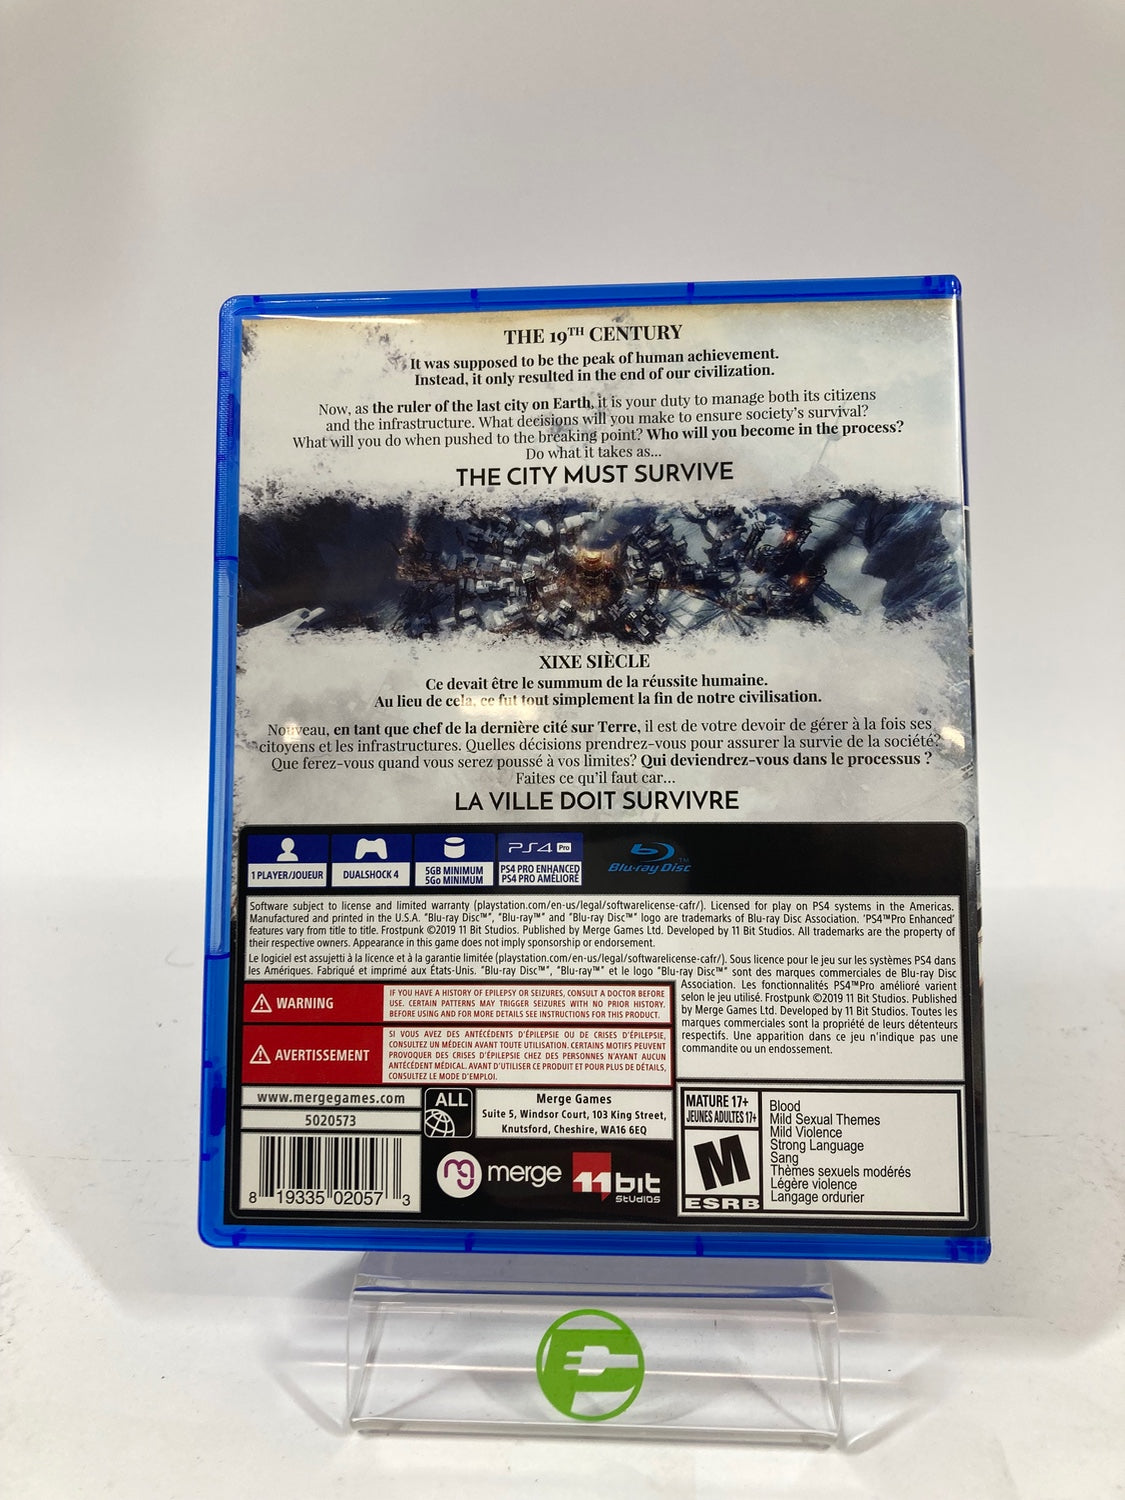 THE 19TH CENTURY
It was supposed to be the peak of human achievement.
Instead, it only resulted in the end of our civilization.
Now, as the ruler of the last city on Earth, it is your duty to manage both its citizens
and the infrastructure. What decisions will you make to ensure society's survival?
What will you do when pushed to the breaking point? Who will you become in the process?
Do what it takes as...
THE CITY MUST SURVIVE
XIXE SIÈCLE
Ce devait être le summum de la réussite humaine.
Au lieu de cela, ce fut tout simplement la fin de notre civilisation.
Nouveau, en tant que chef de la dernière cité sur Terre, il est de votre devoir de gérer à la fois ses
citoyens et les infrastructures. Quelles décisions prendrez-vous pour assurer la survie de la société?
Que ferez-vous quand vous serez poussé à vos limites? Qui deviendrez-vous dans le processus ?
Faites ce qu'il faut car...
LA VILLE DOIT SURVIVRE
1 PLAYER/JOUEUR
DUALSHOCK 4
5GB MINIMUM
5Go MINIMUM
PS4 Pro
PS4 PRO ENHANCED
PS4 PRO AMÉLIORÉ
Blu-ray Disc™
Software subject to license and limited warranty (playstation.com/en-us/legal/softwarelicense-cafr/). Licensed for play on PS4 systems in the Americas.
Manufactured and printed in the U.S.A. "Blu-ray Disc™", "Blu-ray™" and "Blu-ray Disc™" logo are trademarks of Blu-ray Disc Association. 'PS4™Pro Enhanced'
features vary from title to title. Frostpunk ©2019 11 Bit Studios. Published by Merge Games Ltd. Developed by 11 Bit Studios. All trademarks are the property of
their respective owners. Appearance in this game does not imply sponsorship or endorsement.
Le logiciel est assujetti à la licence et à la garantie limitée (playstation.com/en-us/legal/softwarelicense-cafr/). Sous licence pour le jeu sur les systèmes PS4 dans
les Amériques. Fabriqué et imprimé aux États-Unis. "Blu-ray Disc™", "Blu-ray™" et le logo "Blu-ray Disc™" sont des marques commerciales de Blu-ray Disc
Association. Les fonctionnalités PS4™Pro amélioré varient
selon le jeu utilisé. Frostpunk ©2019 11 Bit Studios. Published
by Merge Games Ltd. Developed by 11 Bit Studios. Toutes les
marques commerciales sont la propriété de leurs détenteurs
respectifs. Une apparition dans ce jeu n'indique pas une
commandite ou un endossement.
WARNING
IF YOU HAVE A HISTORY OF EPILEPSY OR SEIZURES, CONSULT A DOCTOR BEFORE
USE. CERTAIN PATTERNS MAY TRIGGER SEIZURES WITH NO PRIOR HISTORY.
BEFORE USING AND FOR MORE DETAILS SEE INSTRUCTIONS FOR THIS PRODUCT.
AVERTISSEMENT
SI VOUS AVEZ DES ANTÉCÉDENTS D'ÉPILEPSIE OU DE CRISES D'ÉPILEPSIE,
CONSULTEZ UN MÉDECIN AVANT TOUTE UTILISATION. CERTAINS MOTIFS PEUVENT
PROVOQUER DES CRISES D'ÉPILEPSIE CHEZ DES PERSONNES N'AYANT AUCUN
ANTÉCÉDENT MÉDICAL. AVANT D'UTILISER CE PRODUIT ET POUR PLUS DE DÉTAILS,
CONSULTEZ LE MODE D'EMPLOI.
www.mergegames.com
5020573
8 19335 02057 3
ALL
Merge Games
Suite 5, Windsor Court, 103 King Street,
Knutsford, Cheshire, WA16 6EQ
mg merge
11 bit
STUDIOS
MATURE 17+
JEUNES ADULTES 17+
M
ESRB
Blood
Mild Sexual Themes
Mild Violence
Strong Language
Sang
Thèmes sexuels modérés
Légère violence
Langage ordurier